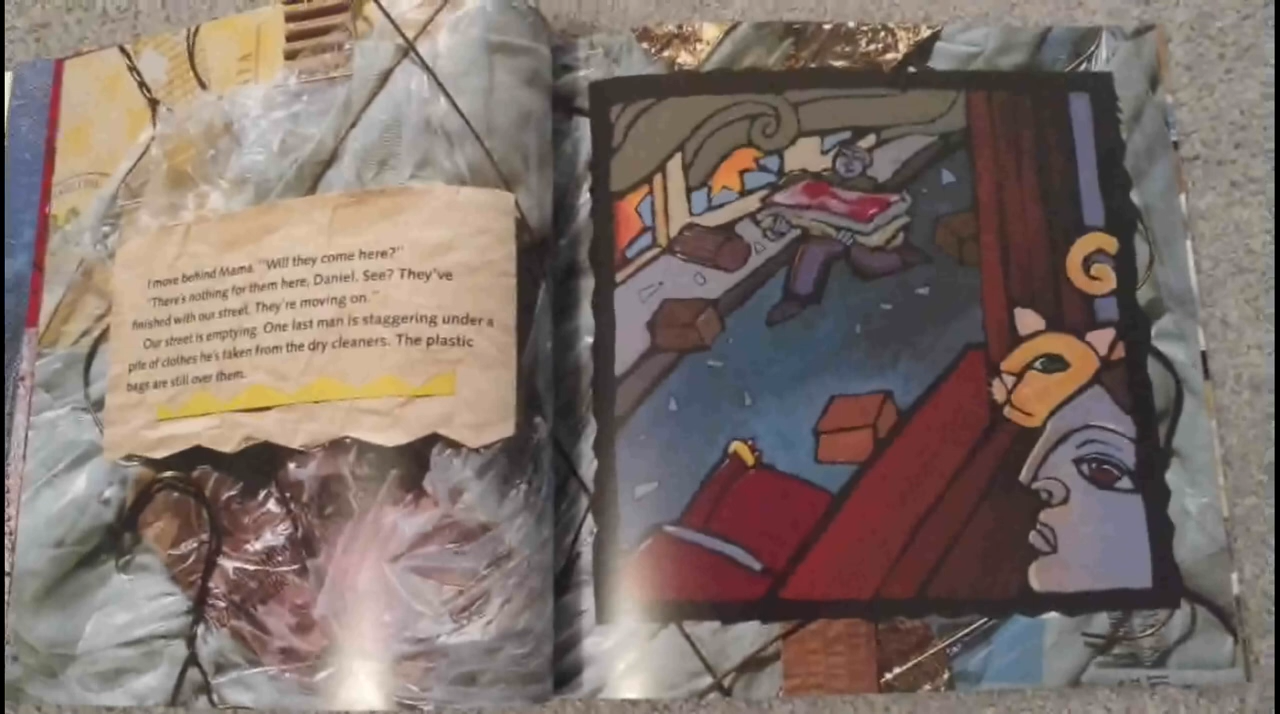 I move behind Mama. "Will they come here?"
"There's nothing for them here, Daniel. See? They've
finished with our street. They're moving on."
Our street is emptying. One last man is staggering under a
pile of clothes he's taken from the dry cleaners. The plastic
bags are still over them.